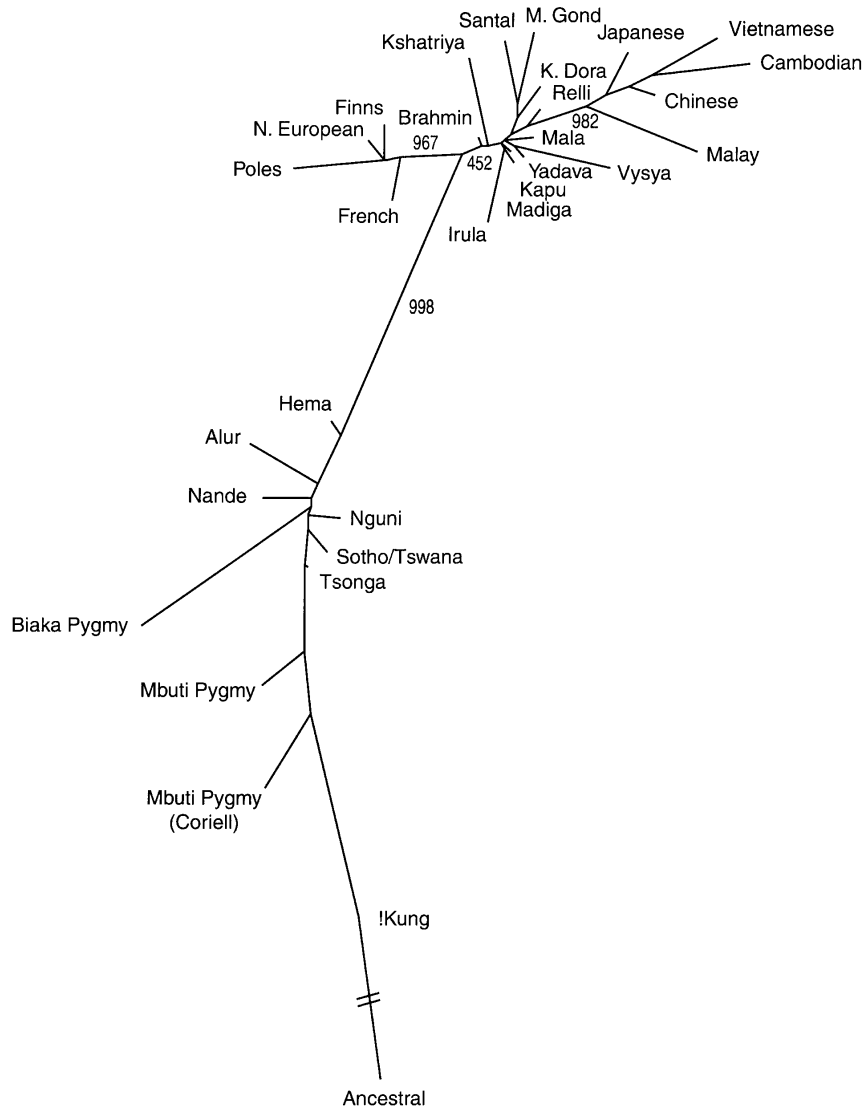 Santal
M. Gond
Japanese
Vietnamese
Kshatriya
Cambodian
K. Dora
Relli
Chinese
Finns
Brahmin
982
N. European
967
Mala
Malay
Poles
452
Yadava
Vysya
Kapu
Madiga
French
Irula
998
Hema
Alur
Nande
Nguni
Sotho/Tswana
Tsonga
Biaka Pygmy
Mbuti Pygmy
Mbuti Pygmy
(Coriell)
!Kung
Ancestral